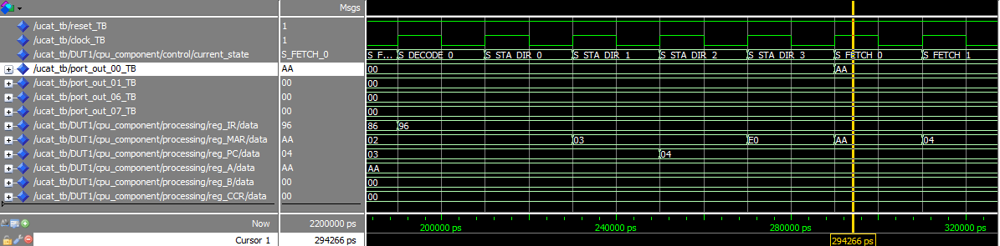 Msgs
/ucat_tb/reset_TB 1
/ucat_tb/clock_TB 1
/ucat_tb/DUT1/cpu_component/control/current_state S_FETCH_0 S_F... S_DECODE_0 S_STA_DIR_0 S_STA_DIR_1 S_STA_DIR_2 S_STA_DIR_3 S_FETCH_0 S_FETCH_1
/ucat_tb/port_out_00_TB AA 00 AA
/ucat_tb/port_out_01_TB 00 00
/ucat_tb/port_out_06_TB 00 00
/ucat_tb/port_out_07_TB 00 00
/ucat_tb/DUT1/cpu_component/processing/reg_IR/data 96 86 96
/ucat_tb/DUT1/cpu_component/processing/reg_MAR/data AA 02 03 E0 AA 04
/ucat_tb/DUT1/cpu_component/processing/reg_PC/data 04 03 04
/ucat_tb/DUT1/cpu_component/processing/reg_A/data AA AA
/ucat_tb/DUT1/cpu_component/processing/reg_B/data 00 00
/ucat_tb/DUT1/cpu_component/processing/reg_CCR/data 00 00
Now 2200000 ps 200000 ps 240000 ps 280000 ps 320000 ps
Cursor 1 294266 ps 294266 ps